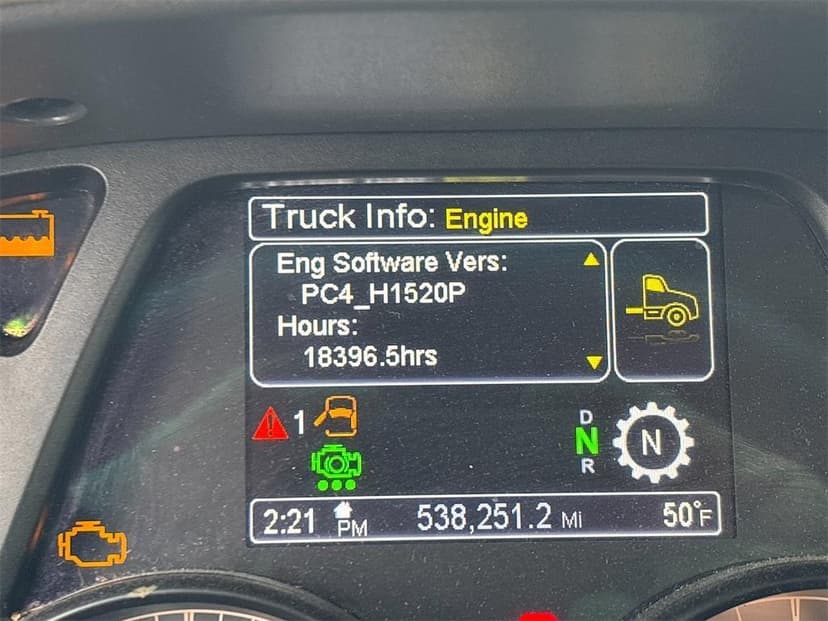 Truck Info: Engine
Eng Software Vers:
PC4_H1520P
Hours:
18396.5hrs
1
D
N
R
N
2:21 PM 538,251.2 Mi 50°F